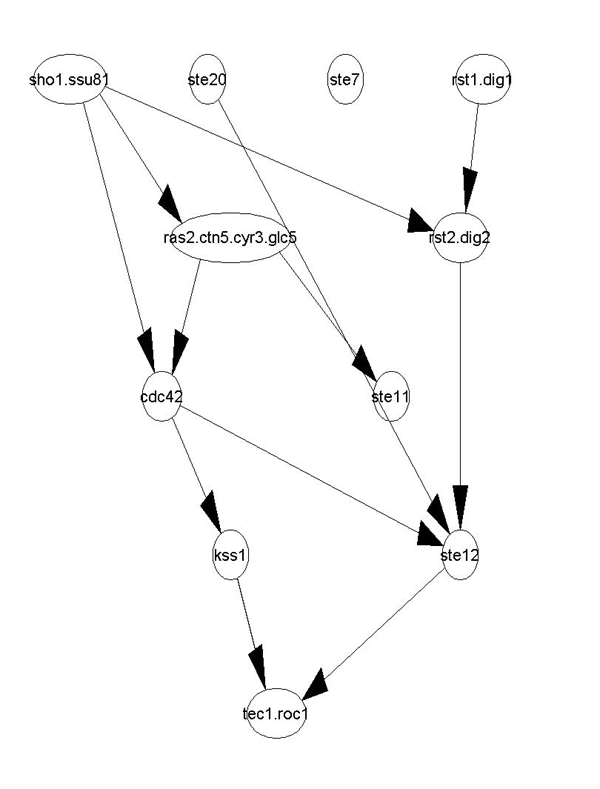 sho1.ssu81
ste20
ste7
rst1.dig1
ras2.ctn5.cyr3.glc5
rst2.dig2
cdc42
ste11
kss1
ste12
tec1.roc1